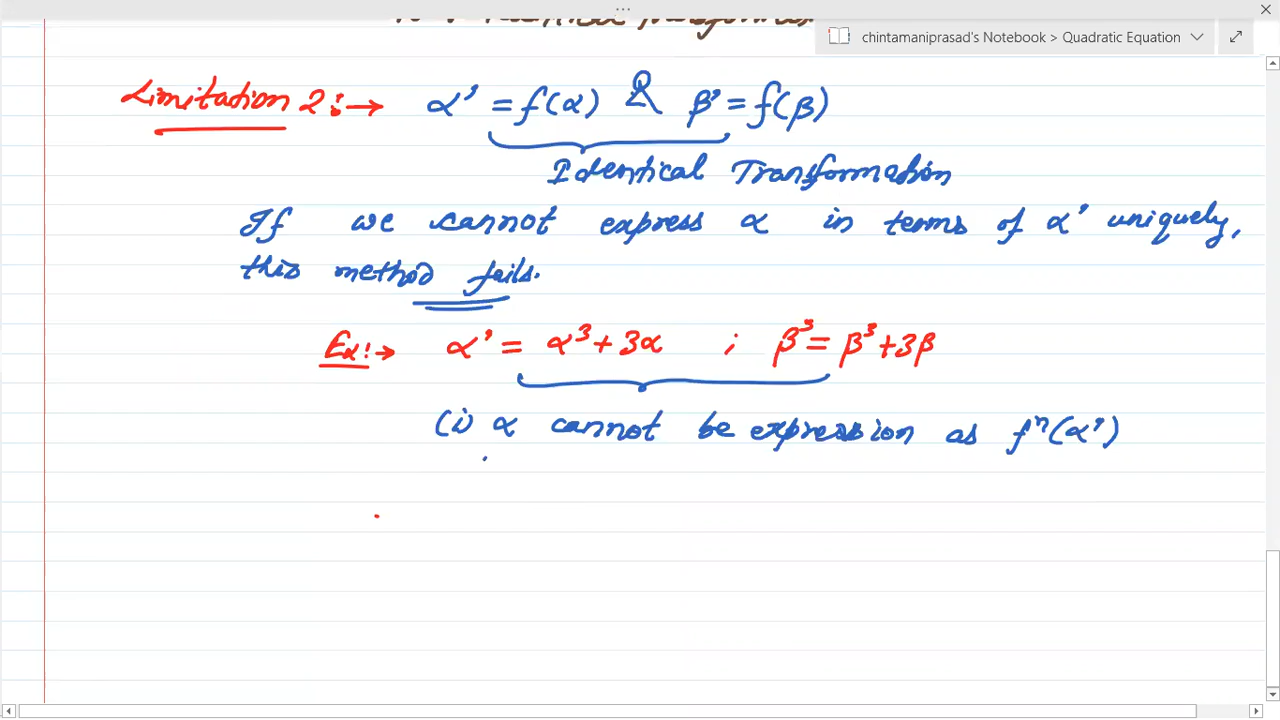 chintamaniprasad's Notebook > Quadratic Equation
Limitation 2:→ α' = f(α) & β' = f(β)
Identical Transformation
If we cannot express α in terms of α' uniquely,
this method fails.
Ex:→ α' = α³ + 3α ; β³ = β³ + 3β
(i) α cannot be expression as fⁿ(α')